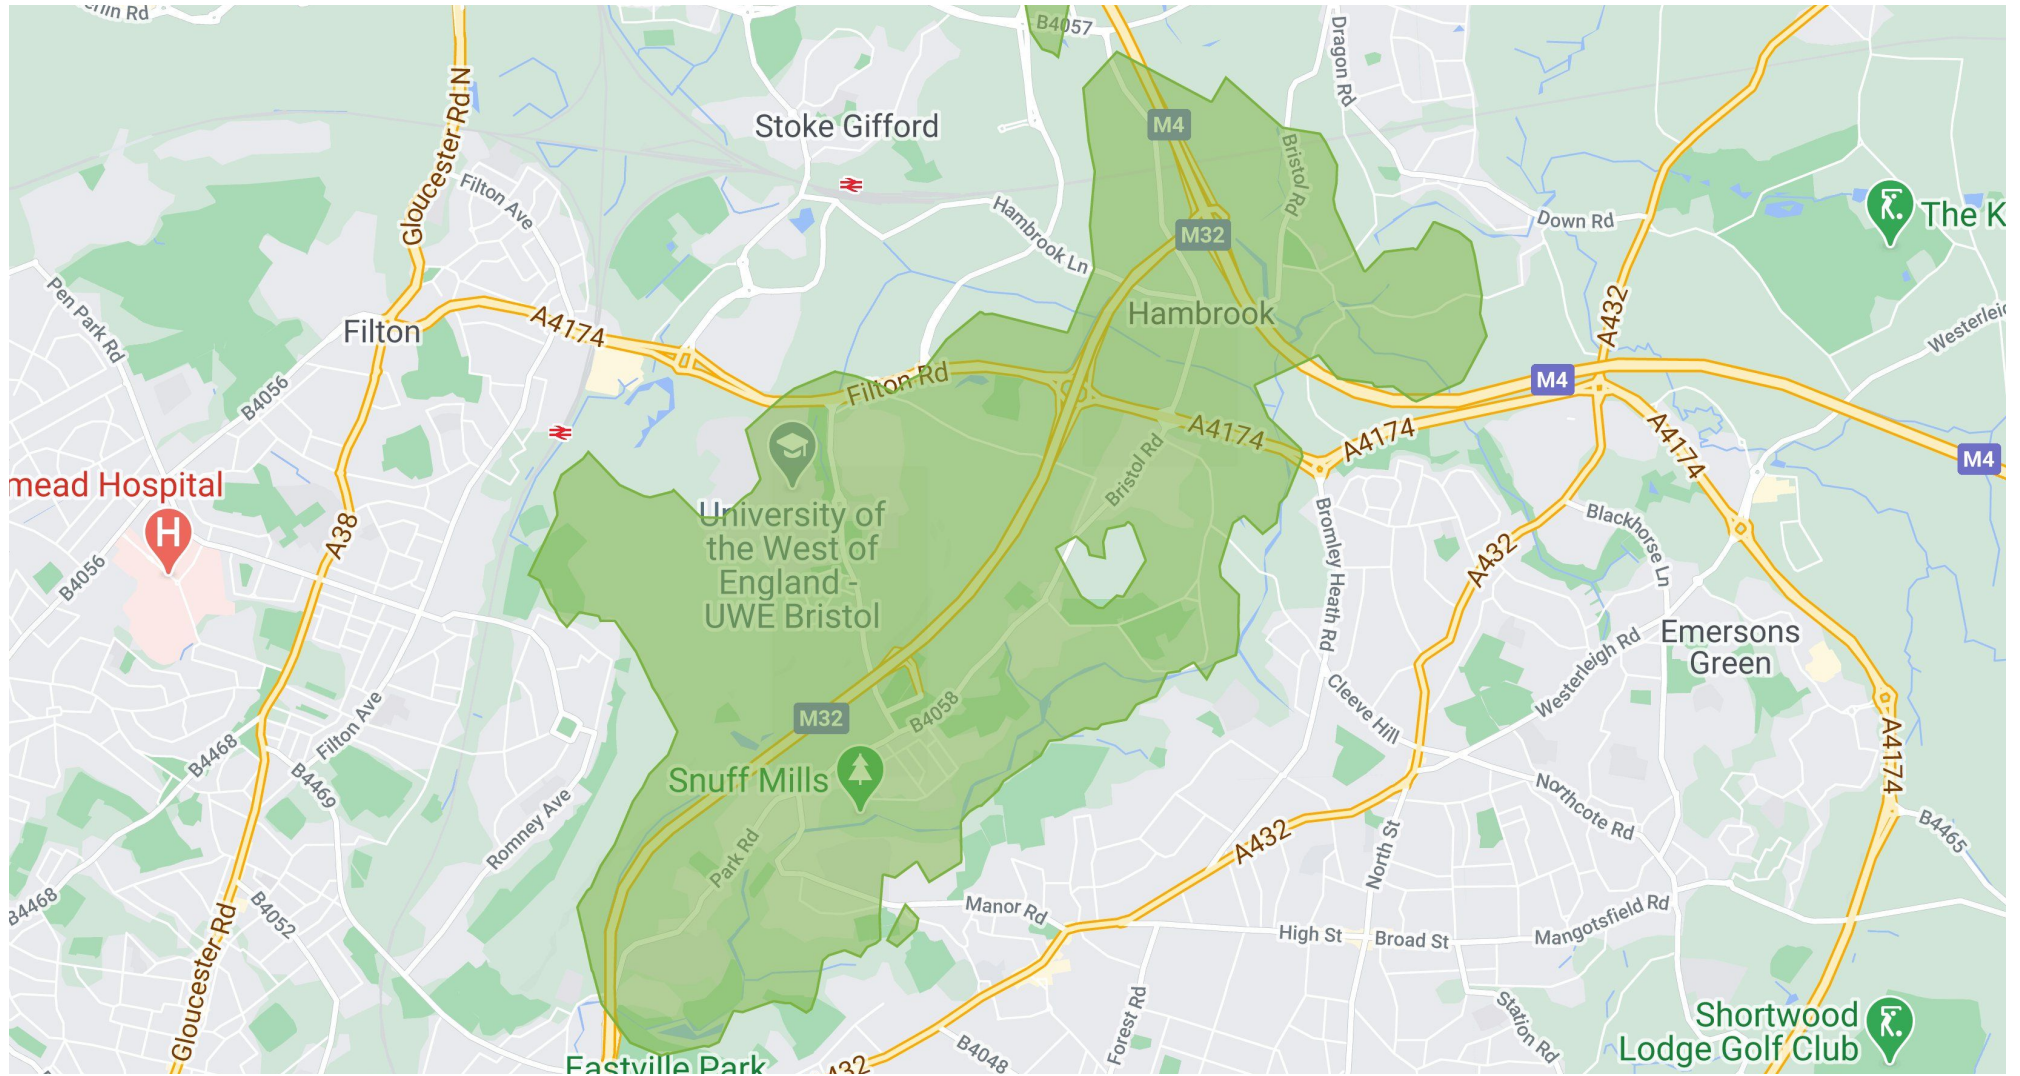 B4057
Dragon Rd
Gloucester Rd N
Stoke Gifford
M4
Filton Ave
Bristol Rd
Hambrook Ln
Down Rd
The K
M32
Pen Park Rd
Filton
A4174
Hambrook
A432
Westerleig
B4056
Filton Rd
M4
A4174
A4174
A4174
M4
mead Hospital
H
Bristol Rd
University of
the West of
England -
UWE Bristol
A38
B4056
Bromley Heath Rd
Blackhorse
Ln
A432
Emersons
Green
Westerleigh Rd
Cleeve Hill
M32
B4058
Filton Ave
B4468
B4469
Snuff Mills
A4174
Northcote Rd
B4465
Romney Ave
Park Rd
A432
North St
B4468
B4052
Gloucester Rd
Manor Rd
High St
Broad St
Mangotsfield Rd
Forest Rd
Station Rd
Shortwood
Lodge Golf Club
B4048
Eastville Park
432